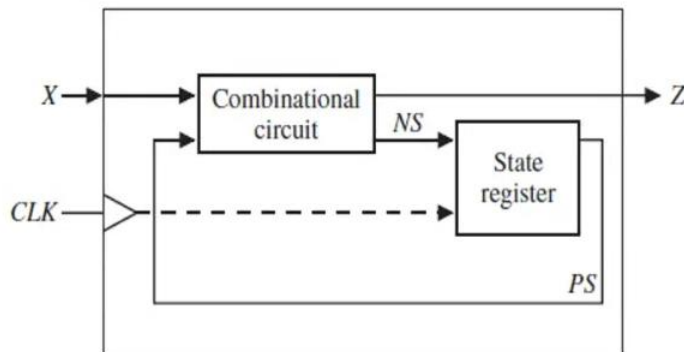 X
Combinational
circuit
Z
NS
State
register
CLK
PS